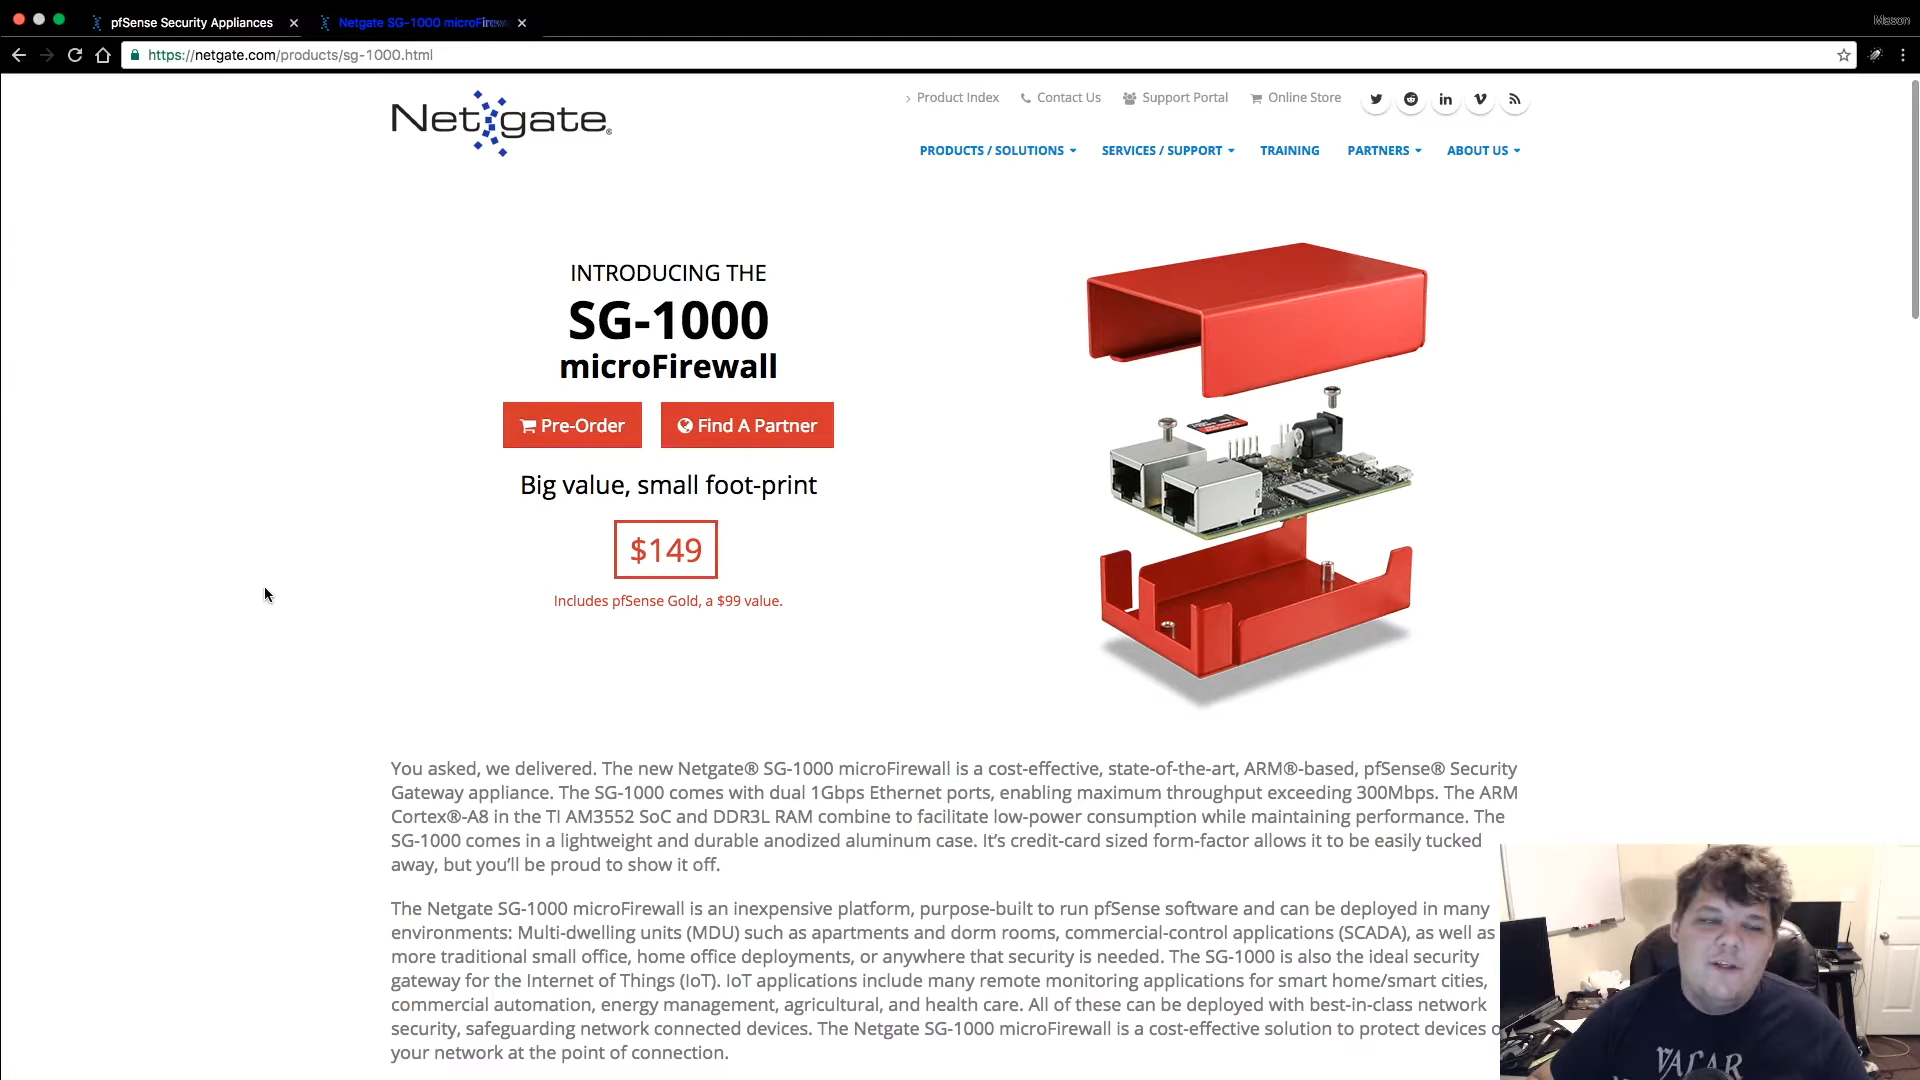 pfSense Security Appliances
Netgate SG-1000 microFirew
Mason
https://netgate.com/products/sg-1000.html
Netgate®
Product Index
Contact Us
Support Portal
Online Store
PRODUCTS / SOLUTIONS
SERVICES / SUPPORT
TRAINING
PARTNERS
ABOUT US
INTRODUCING THE
SG-1000
microFirewall
Pre-Order
Find A Partner
Big value, small foot-print
$149
Includes pfSense Gold, a $99 value.
You asked, we delivered. The new Netgate® SG-1000 microFirewall is a cost-effective, state-of-the-art, ARM®-based, pfSense® Security
Gateway appliance. The SG-1000 comes with dual 1Gbps Ethernet ports, enabling maximum throughput exceeding 300Mbps. The ARM
Cortex®-A8 in the TI AM3552 SoC and DDR3L RAM combine to facilitate low-power consumption while maintaining performance. The
SG-1000 comes in a lightweight and durable anodized aluminum case. It’s credit-card sized form-factor allows it to be easily tucked
away, but you’ll be proud to show it off.
The Netgate SG-1000 microFirewall is an inexpensive platform, purpose-built to run pfSense software and can be deployed in many
environments: Multi-dwelling units (MDU) such as apartments and dorm rooms, commercial-control applications (SCADA), as well as
more traditional small office, home office deployments, or anywhere that security is needed. The SG-1000 is also the ideal security
gateway for the Internet of Things (IoT). IoT applications include many remote monitoring applications for smart home/smart cities,
commercial automation, energy management, agricultural, and health care. All of these can be deployed with best-in-class network
security, safeguarding network connected devices. The Netgate SG-1000 microFirewall is a cost-effective solution to protect devices
your network at the point of connection.
VALAR